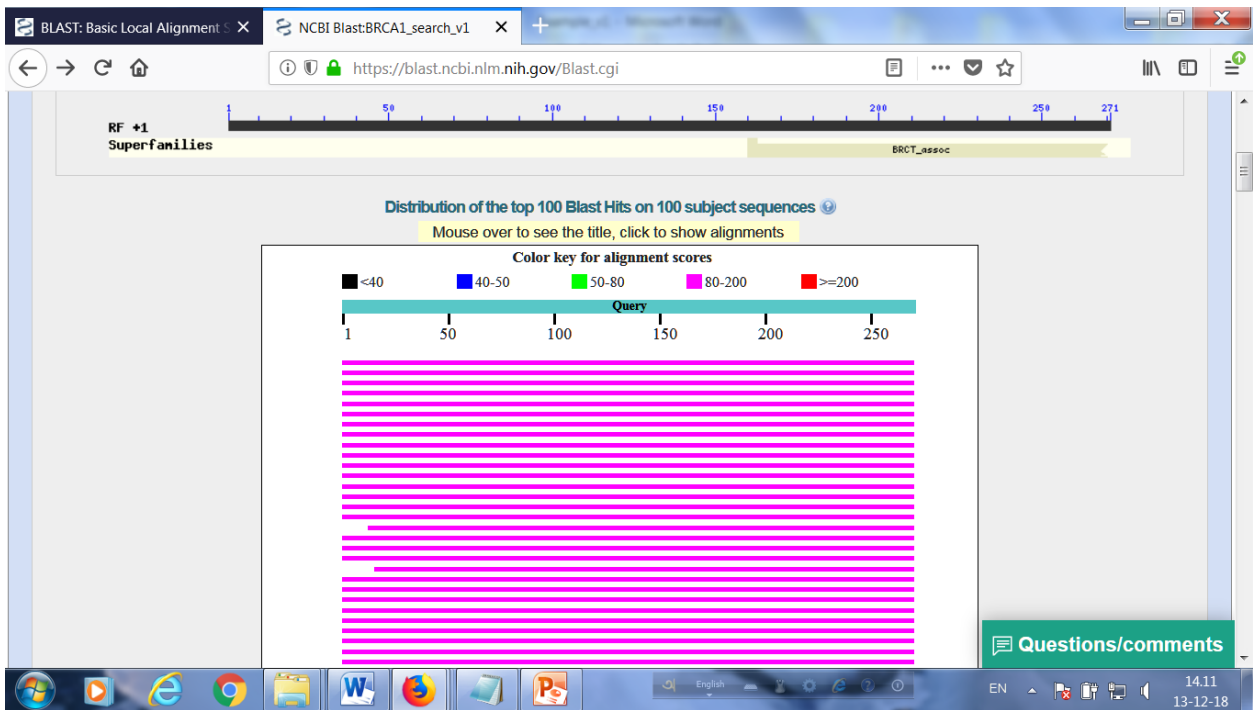 BLAST: Basic Local Alignment S
NCBI Blast:BRCA1_search_v1
https://blast.ncbi.nlm.nih.gov/Blast.cgi
1 50 100 150 200 250 271
RF +1
Superfamilies
BRCT_assoc
Distribution of the top 100 Blast Hits on 100 subject sequences
Mouse over to see the title, click to show alignments
Color key for alignment scores
<40 40-50 50-80 80-200 >=200
Query
1 50 100 150 200 250
Questions/comments
English
EN
14.11
13-12-18